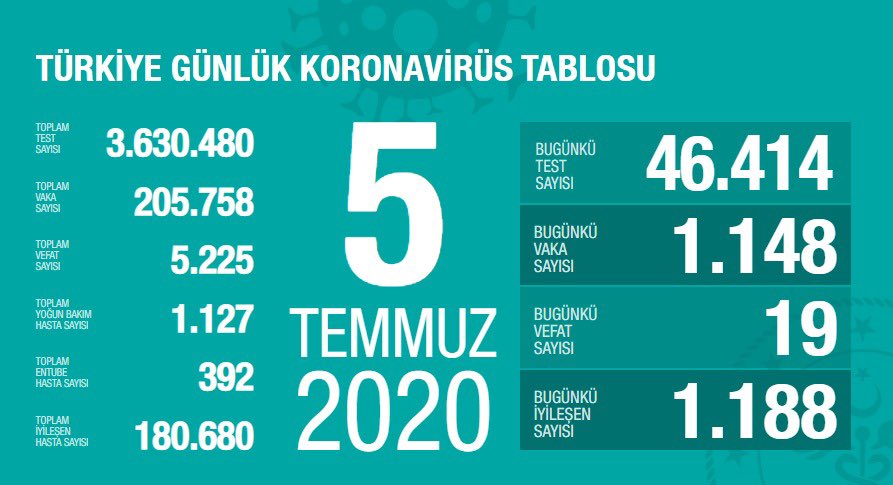 TÜRKİYE GÜNLÜK KORONAVİRÜS TABLOSU
TOPLAM
TEST
SAYISI
3.630.480
TOPLAM
VAKA
SAYISI
205.758
TOPLAM
VEFAT
SAYISI
5.225
TOPLAM
YOĞUN BAKIM
HASTA SAYISI
1.127
TOPLAM
ENTUBE
HASTA SAYISI
392
TOPLAM
İYİLEŞEN
HASTA SAYISI
180.680
5
TEMMUZ
2020
BUGÜNKÜ
TEST
SAYISI
46.414
BUGÜNKÜ
VAKA
SAYISI
1.148
BUGÜNKÜ
VEFAT
SAYISI
19
BUGÜNKÜ
İYİLEŞEN
SAYISI
1.188